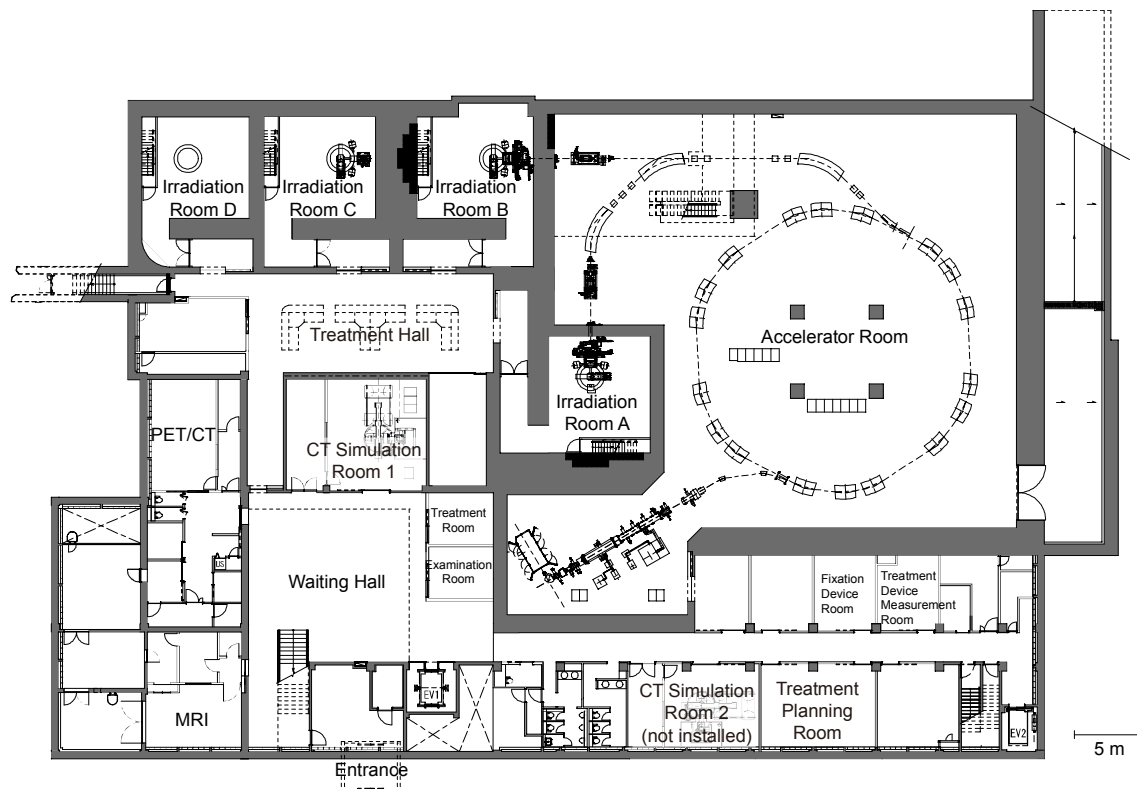 Irradiation
Room D
Irradiation
Room C
Irradiation
Room B
Treatment Hall
Accelerator Room
Irradiation
Room A
PET/CT
CT Simulation
Room 1
Treatment
Room
Examination
Room
US
Waiting Hall
Fixation
Device
Room
Treatment
Device
Measurement
Room
MRI
EV1
CT Simulation
Room 2
(not installed)
Treatment
Planning
Room
EV2
Entrance
5 m